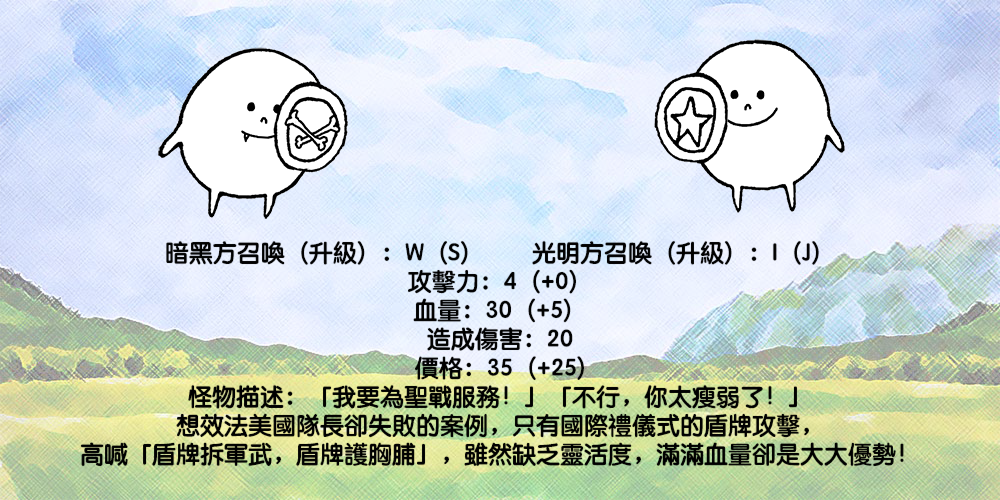 暗黑方召喚（升級）：W（S）　　光明方召喚（升級）：I（J）
攻擊力：4（+0）
血量：30（+5）
造成傷害：20
價格：35（+25）
怪物描述：「我要為聖戰服務！」「不行，你太瘦弱了！」
想效法美國隊長卻失敗的案例，只有國際禮儀式的盾牌攻擊，
高喊「盾牌拆軍武，盾牌護胸脯」，雖然缺乏靈活度，滿滿血量卻是大大優勢！